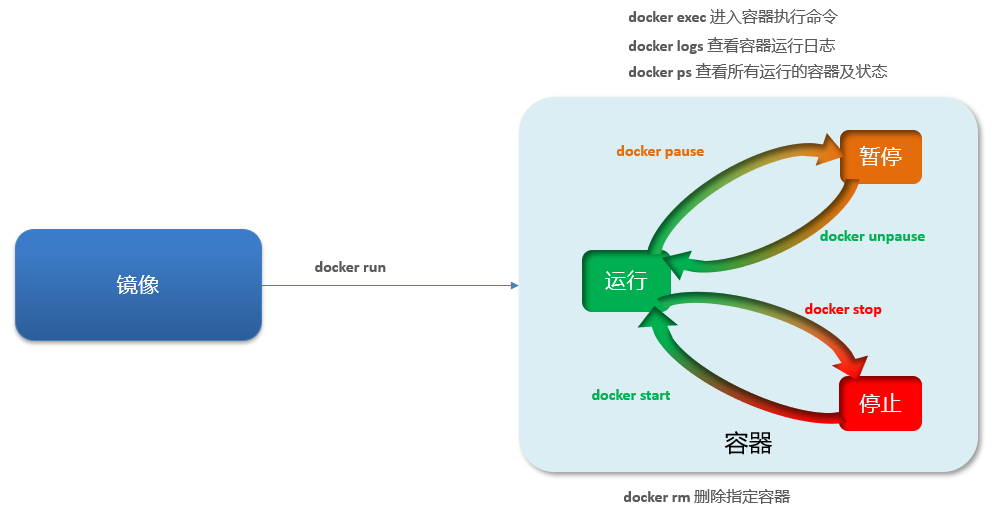 docker exec 进入容器执行命令
docker logs 查看容器运行日志
docker ps 查看所有运行的容器及状态
docker pause
暂停
docker unpause
镜像
docker run
运行
docker stop
docker start
停止
容器
docker rm 删除指定容器